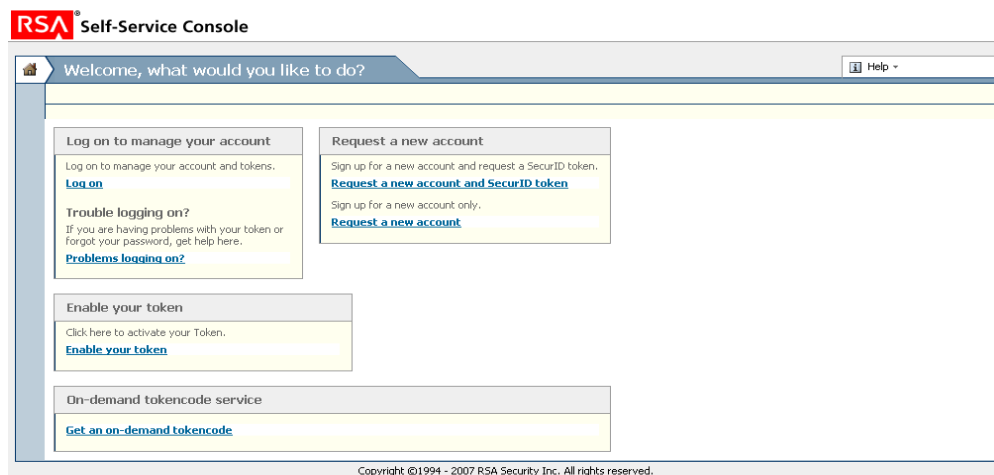 RSA® Self-Service Console
Welcome, what would you like to do?
Help
Log on to manage your account
Log on to manage your account and tokens.
Log on
Trouble logging on?
If you are having problems with your token or
forgot your password, get help here.
Problems logging on?
Request a new account
Sign up for a new account and request a SecurID token.
Request a new account and SecurID token
Sign up for a new account only.
Request a new account
Enable your token
Click here to activate your Token.
Enable your token
On-demand tokencode service
Get an on-demand tokencode
Copyright ©1994 - 2007 RSA Security Inc. All rights reserved.